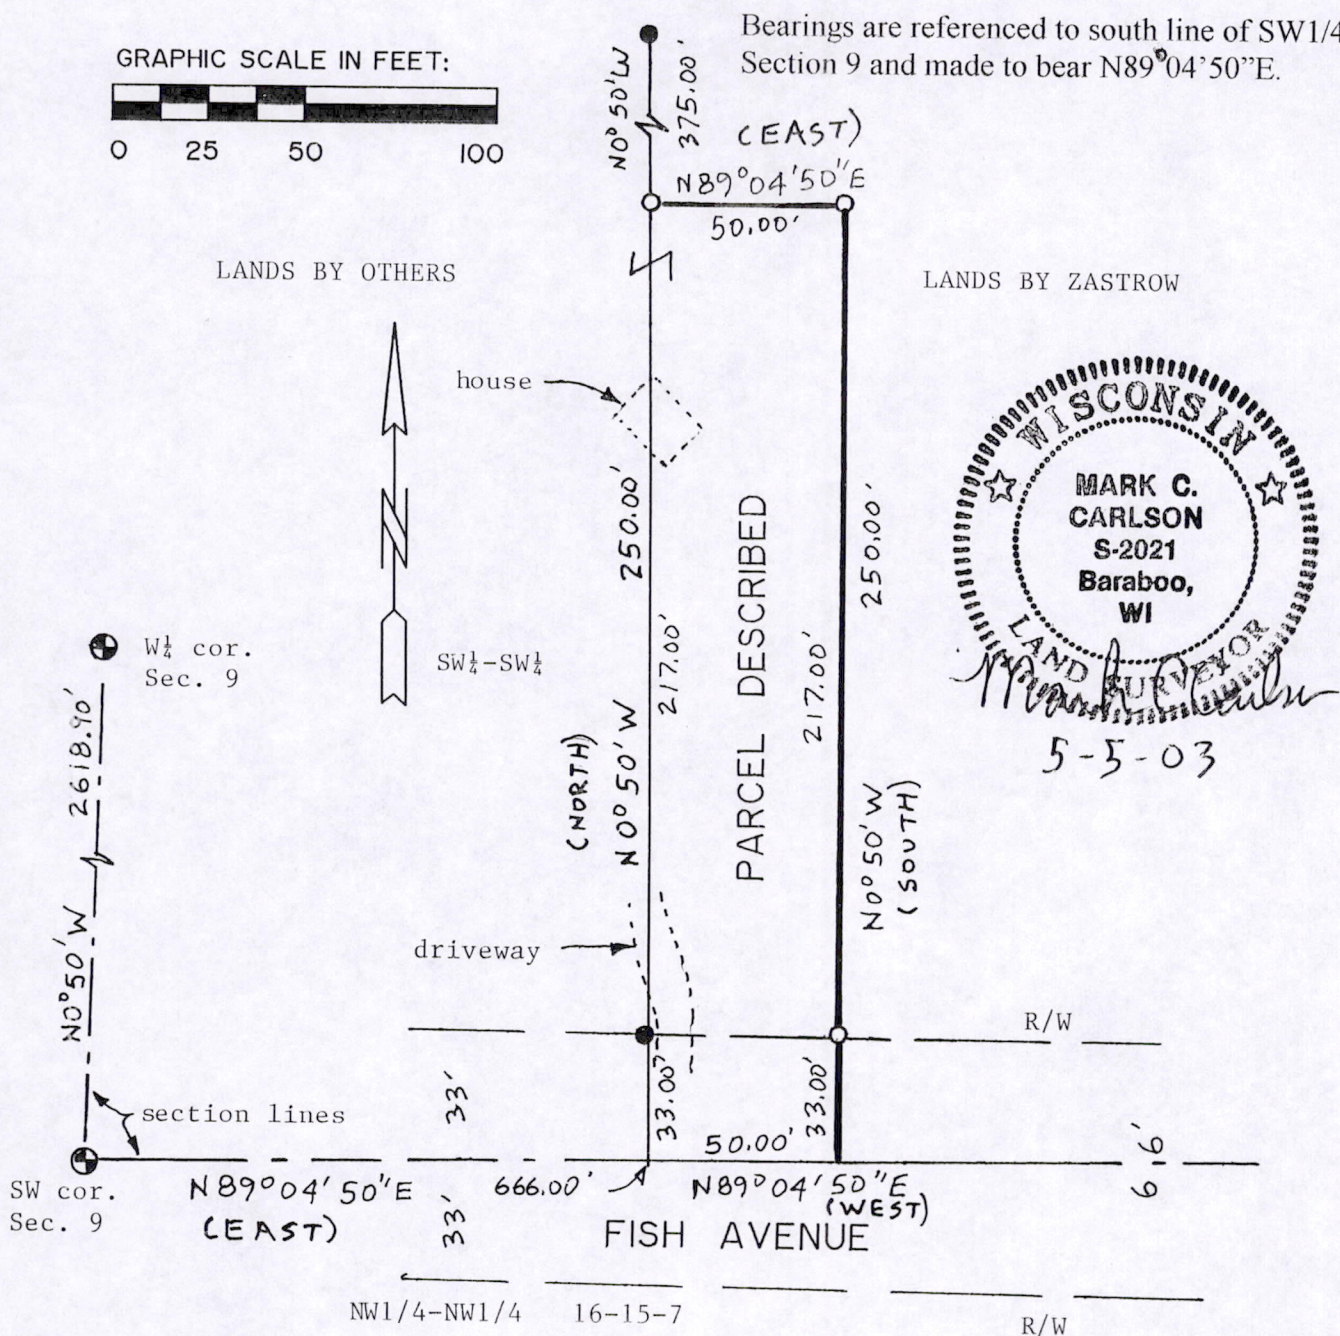 Bearings are referenced to south line of SW1/4
Section 9 and made to bear N89°04'50"E.
GRAPHIC SCALE IN FEET:
0 25 50 100
N0°50'W
375.00'
(EAST)
N89°04'50"E
50.00'
LANDS BY OTHERS
LANDS BY ZASTROW
house
N
250.00'
217.00'
N0°50'W
(NORTH)
PARCEL DESCRIBED
250.00'
217.00'
N0°50'W
(SOUTH)
WISCONSIN
MARK C.
CARLSON
S-2021
Baraboo,
WI
LAND SURVEYOR
5-5-03
W¼ cor.
Sec. 9
SW¼-SW¼
2618.90'
N0°50'W
driveway
R/W
section lines
33'
33.00'
33.00'
50.00'
66'
SW cor.
Sec. 9
N89°04'50"E
(EAST)
33'
666.00'
N89°04'50"E
(WEST)
FISH AVENUE
NW1/4-NW1/4 16-15-7
R/W